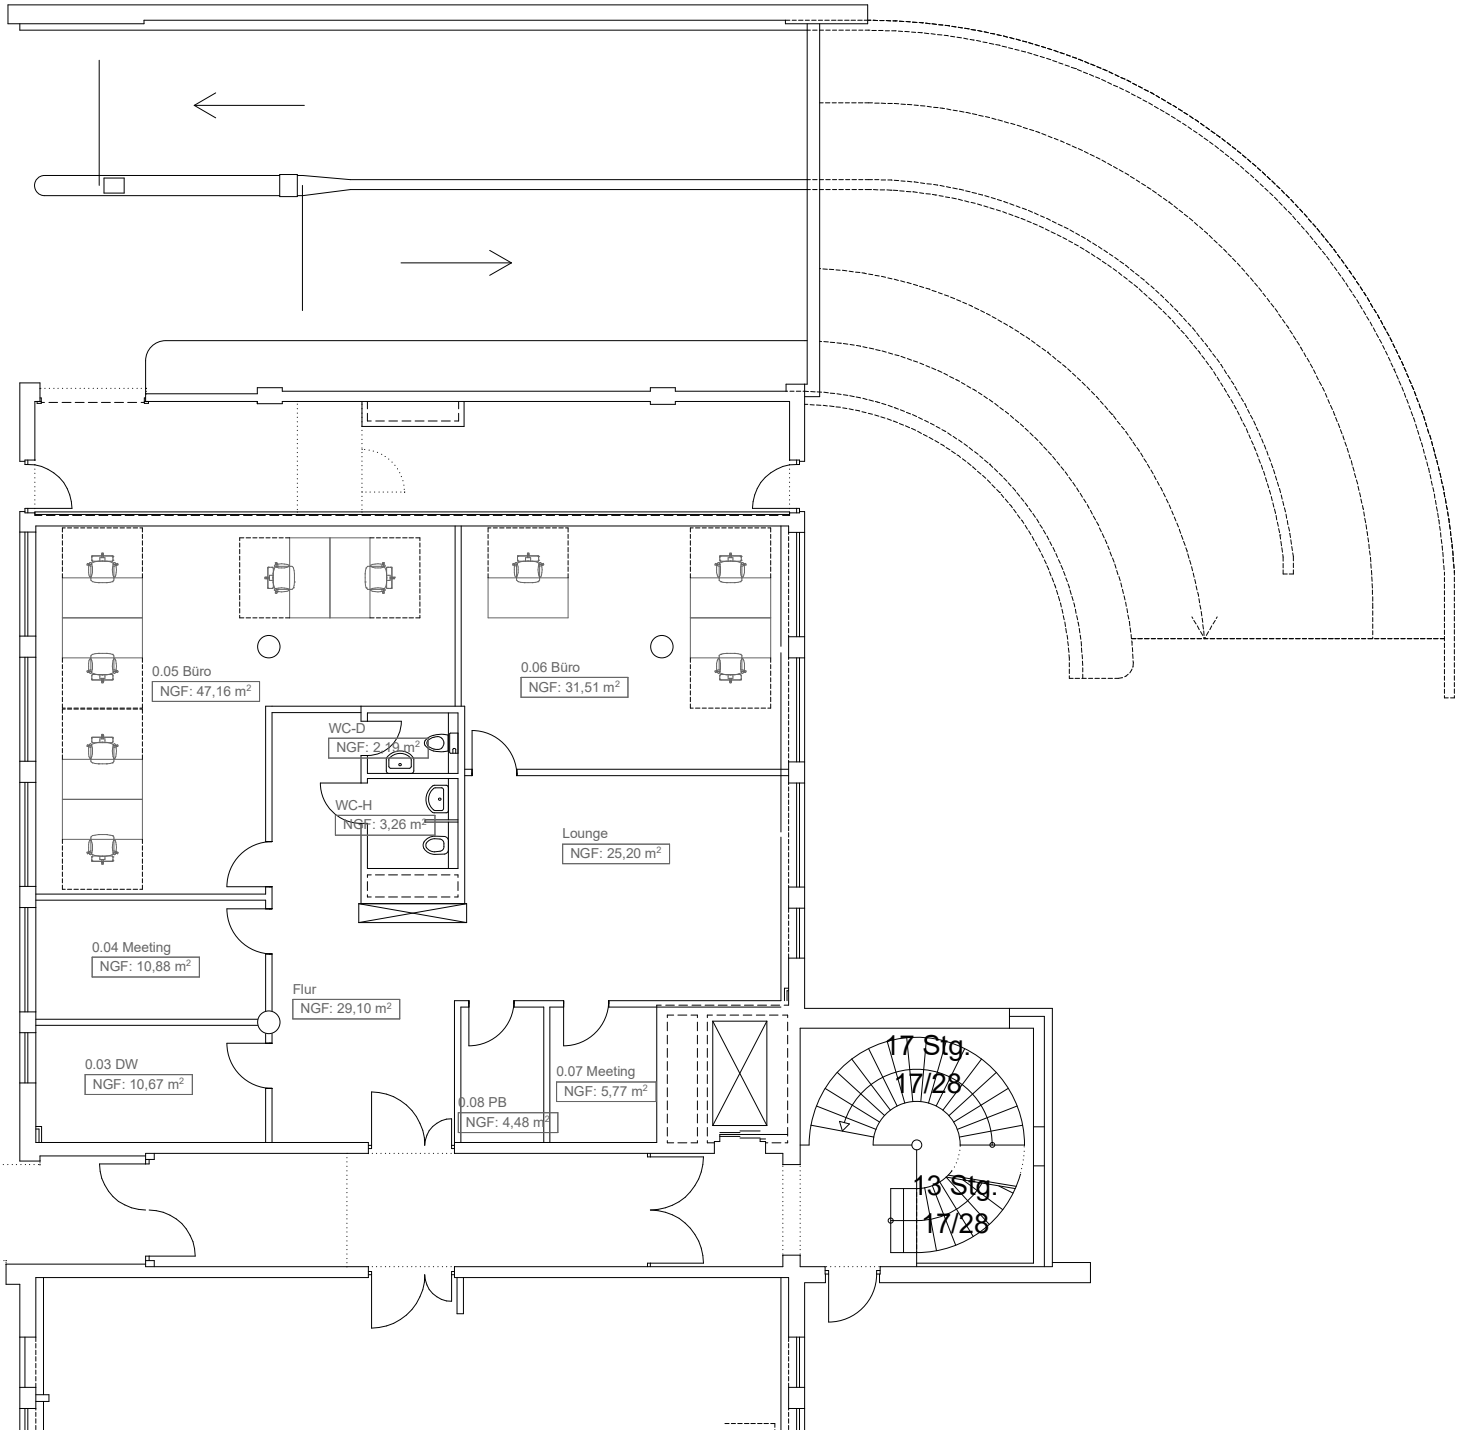 0.05 Büro
NGF: 47,16 m²
0.06 Büro
NGF: 31,51 m²
WC-D
NGF: 2,19 m²
WC-H
NGF: 3,26 m²
Lounge
NGF: 25,20 m²
0.04 Meeting
NGF: 10,88 m²
Flur
NGF: 29,10 m²
0.03 DW
NGF: 10,67 m²
0.07 Meeting
NGF: 5,77 m²
0.08 PB
NGF: 4,48 m²
17 Stg.
17/28
13 Stg.
17/28